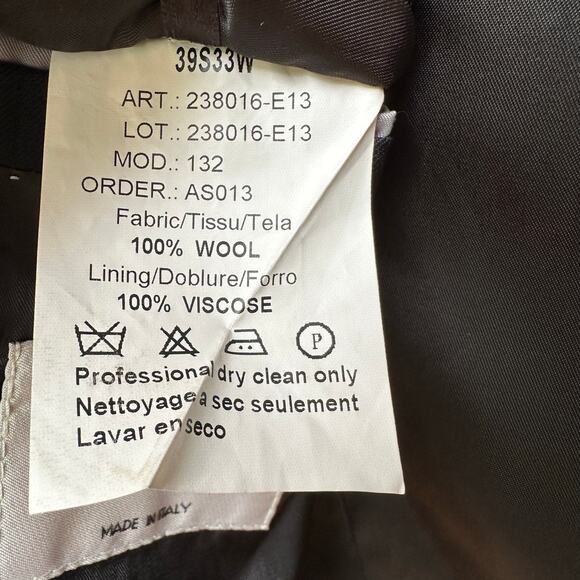 39S33W
ART.: 238016-E13
LOT.: 238016-E13
MOD.: 132
ORDER.: AS013
Fabric/Tissu/Tela
100% WOOL
Lining/Doblure/Forro
100% VISCOSE
P
Professional dry clean only
Nettoyage a sec seulement
Lavar en seco
MADE IN ITALY